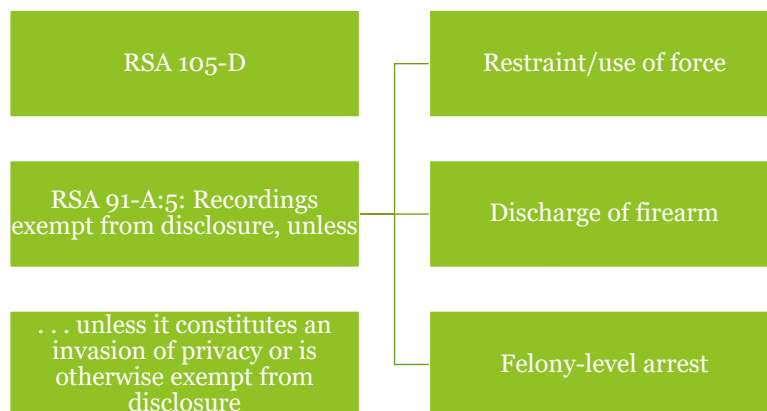 RSA 105-D
RSA 91-A:5: Recordings
exempt from disclosure, unless
. . . unless it constitutes an
invasion of privacy or is
otherwise exempt from
disclosure
Restraint/use of force
Discharge of firearm
Felony-level arrest